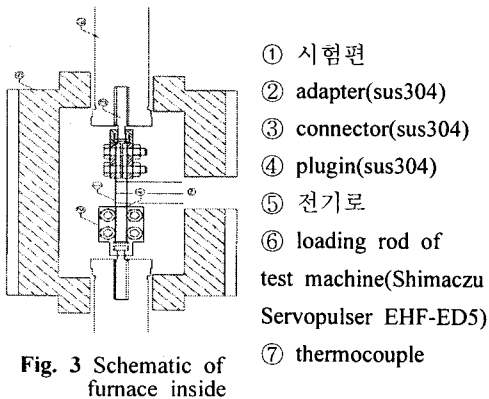 ① 시험편
② adapter(sus304)
③ connector(sus304)
④ plugin(sus304)
⑤ 전기로
⑥ loading rod of
test machine(Shimaczu
Servopulser EHF-ED5)
⑦ thermocouple
Fig. 3 Schematic of
furnace inside